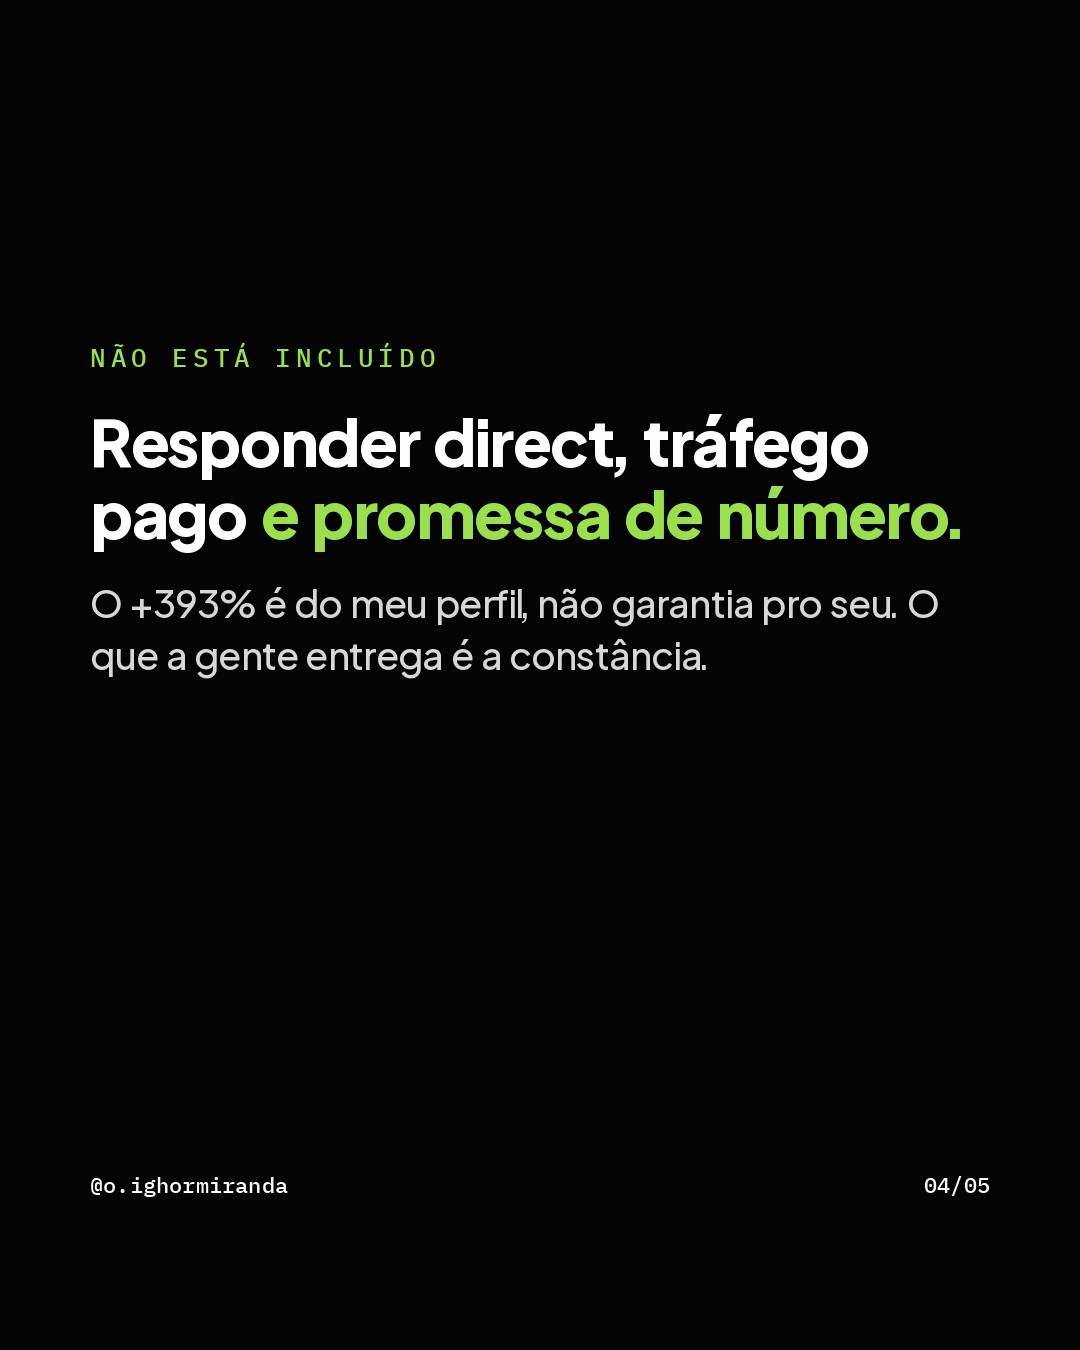 NÃO ESTÁ INCLUÍDO
Responder direct, tráfego
pago e promessa de número.
O +393% é do meu perfil, não garantia pro seu. O
que a gente entrega é a constância.
@o.ighormiranda
04/05